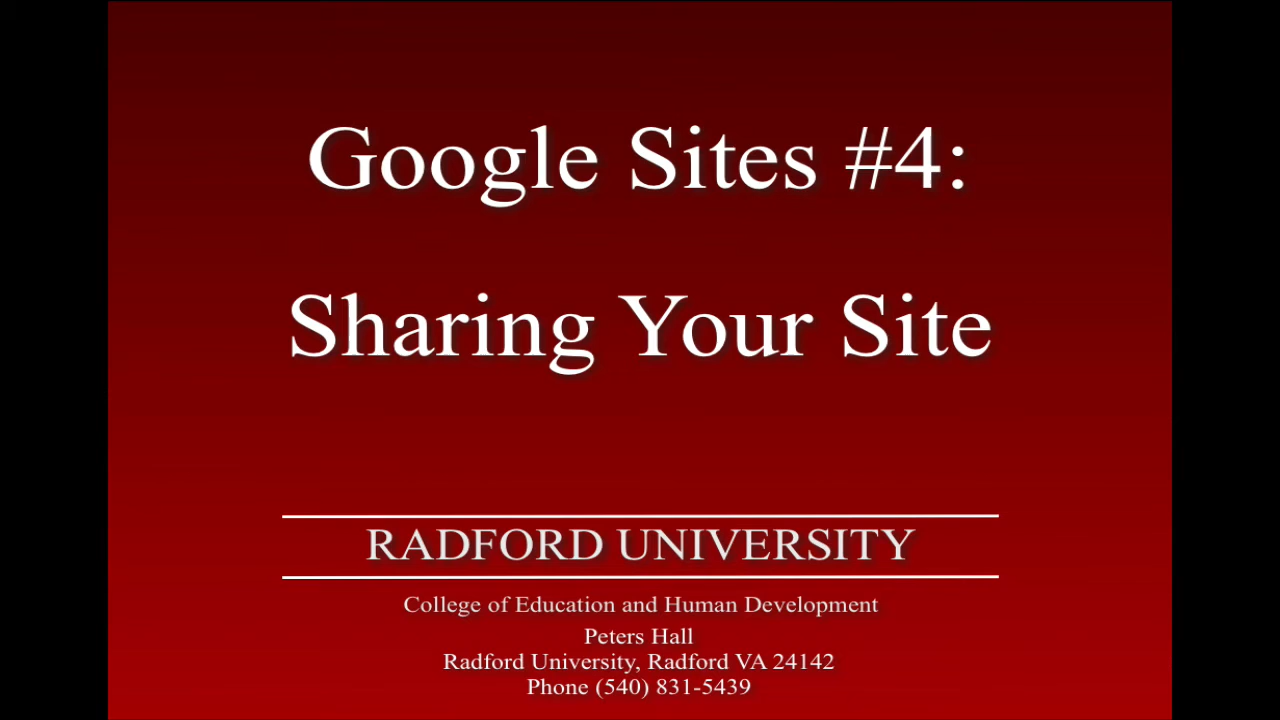 Google Sites #4:
Sharing Your Site
RADFORD UNIVERSITY
College of Education and Human Development
Peters Hall
Radford University, Radford VA 24142
Phone (540) 831-5439